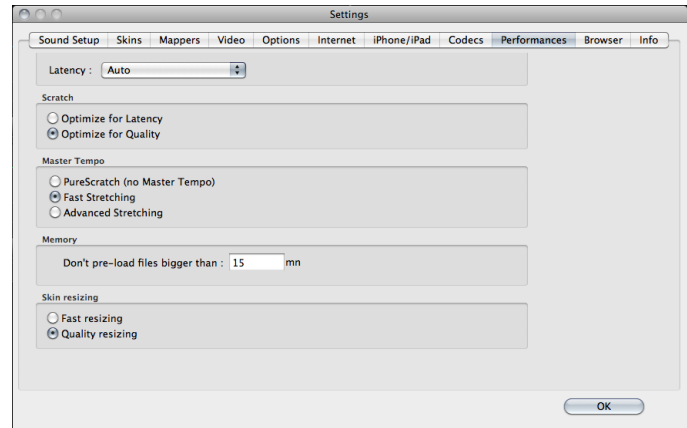 Settings
Sound Setup Skins Mappers Video Options Internet iPhone/iPad Codecs Performances Browser Info
Latency : Auto
Scratch
Optimize for Latency
Optimize for Quality
Master Tempo
PureScratch (no Master Tempo)
Fast Stretching
Advanced Stretching
Memory
Don't pre-load files bigger than : 15 mn
Skin resizing
Fast resizing
Quality resizing
OK